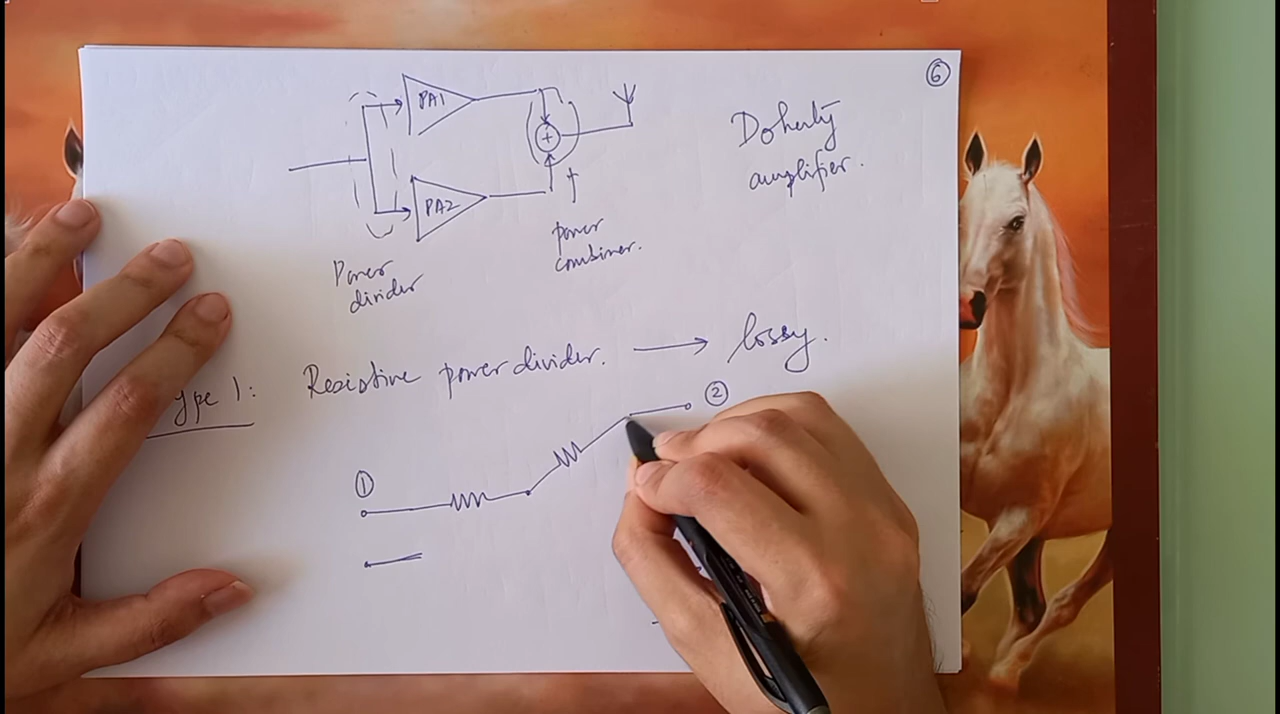 ⑥
PA1
+
Doherty
amplifier.
PA2
power
combiner.
Power
divider
ype 1:
Resistive power divider. → lossy.
②
①